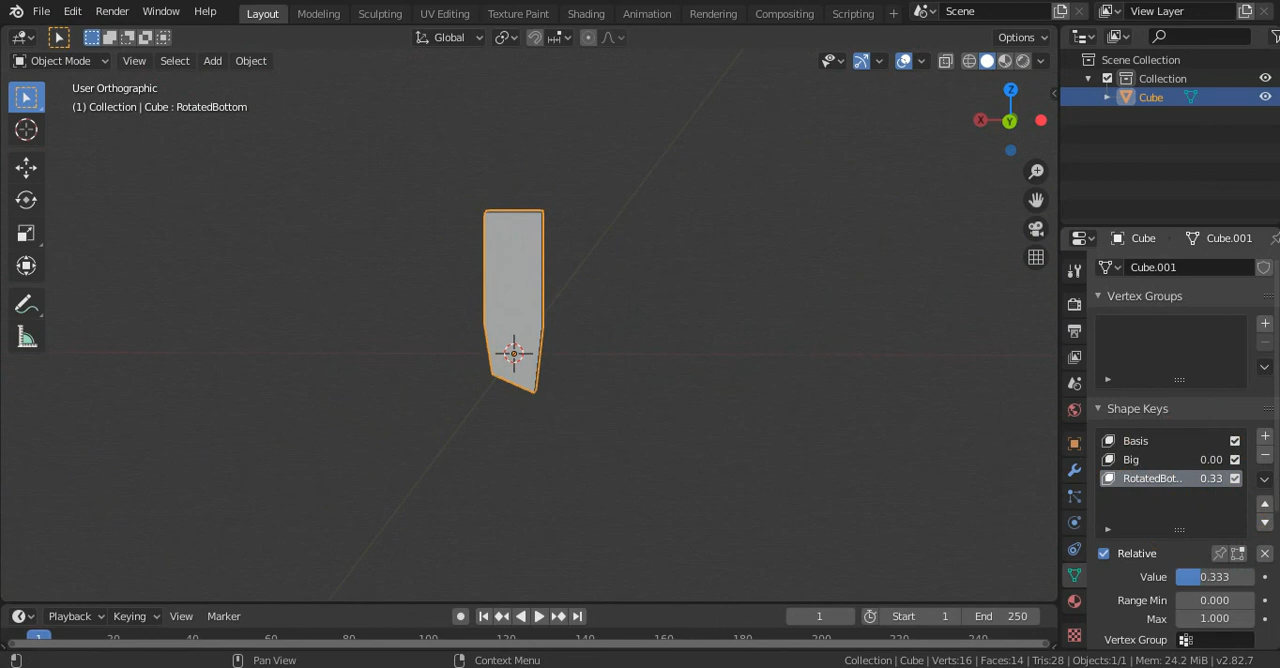 File Edit Render Window Help Layout Modeling Sculpting UV Editing Texture Paint Shading Animation Rendering Compositing Scripting + Scene View Layer
Global Options
Object Mode View Select Add Object
User Orthographic
(1) Collection | Cube : RotatedBottom
Z
X Y
Scene Collection
Collection
Cube
Cube Cube.001
Cube.001
Vertex Groups
Shape Keys
Basis
Big 0.00
RotatedBot.. 0.33
Relative
Value 0.333
Range Min 0.000
Max 1.000
Vertex Group
Playback Keying View Marker 1 Start 1 End 250
1 20 40 60 80 100 120 140 160 180 200 220 240
Pan View Context Menu Collection | Cube | Verts:16 | Faces:14 | Tris:28 | Objects:1/1 | Mem: 24.2 MiB | v2.82.7